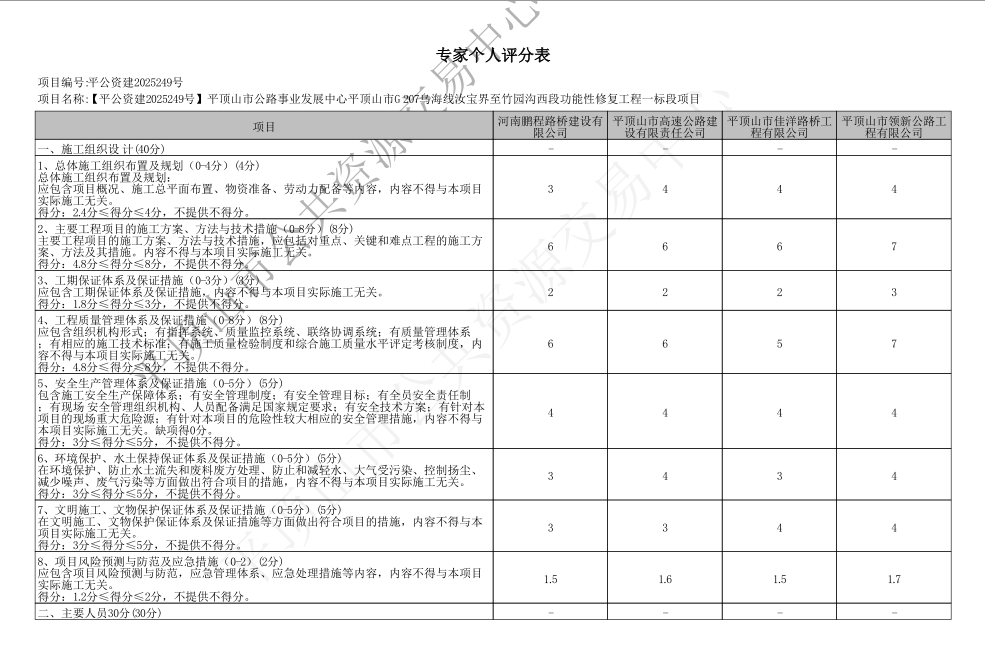 专家个人评分表
项目编号:平公资建2025249号
项目名称:【平公资建2025249号】平顶山市公路事业发展中心平顶山市G207乌海线汝宝界至竹园沟西段功能性修复工程一标段项目
项目
河南鹏程路桥建设有限公司
平顶山市高速公路建设有限责任公司
平顶山市佳洋路桥工程有限公司
平顶山市领新公路工程有限公司
一、施工组织设计(40分) － － － －
1、总体施工组织布置及规划（0-4分）(4分)
总体施工组织布置及规划;
应包含项目概况、施工总平面布置、物资准备、劳动力配备等内容，内容不得与本项目
实际施工无关。
得分：2.4分≤得分≤4分，不提供不得分。
3 4 4 4
2、主要工程项目的施工方案、方法与技术措施（0-8分）(8分)
主要工程项目的施工方案、方法与技术措施，应包括对重点、关键和难点工程的施工方
案、方法及其措施。内容不得与本项目实际施工无关。
得分：4.8分≤得分≤8分，不提供不得分。
6 6 6 7
3、工期保证体系及保证措施（0-3分）(3分)
应包含工期保证体系及保证措施，内容不得与本项目实际施工无关。
得分：1.8分≤得分≤3分，不提供不得分。
2 2 2 3
4、工程质量管理体系及保证措施（0-8分）(8分)
应包含组织机构形式；有指挥系统、质量监控系统、联络协调系统；有质量管理体系
；有相应的施工技术标准；有施工质量检验制度和综合施工质量水平评定考核制度，内
容不得与本项目实际施工无关。
得分：4.8分≤得分≤8分，不提供不得分。
6 6 5 7
5、安全生产管理体系及保证措施（0-5分）(5分)
包含施工安全生产保障体系；有安全管理制度；有安全管理目标；有全员安全责任制
；有现场安全管理组织机构、人员配备满足国家规定要求；有安全技术方案；有针对本
项目的现场重大危险源；有针对本项目的危险性较大相应的安全管理措施，内容不得与
本项目实际施工无关。缺项得0分。
得分：3分≤得分≤5分，不提供不得分。
4 4 4 4
6、环境保护、水土保持保证体系及保证措施（0-5分）(5分)
在环境保护、防止水土流失和废料废方处理、防止和减轻水、大气受污染、控制扬尘、
减少噪声、废气污染等方面做出符合项目的措施，内容不得与本项目实际施工无关。
得分：3分≤得分≤5分，不提供不得分。
3 4 3 4
7、文明施工、文物保护保证体系及保证措施（0-5分）(5分)
在文明施工、文物保护保证体系及保证措施等方面做出符合项目的措施，内容不得与本
项目实际施工无关。
得分：3分≤得分≤5分，不提供不得分。
3 3 4 4
8、项目风险预测与防范及应急措施（0-2）(2分)
应包含项目风险预测与防范，应急管理体系、应急处理措施等内容，内容不得与本项目
实际施工无关。
得分：1.2分≤得分≤2分，不提供不得分。
1.5 1.6 1.5 1.7
二、主要人员30分(30分) － － － －
平顶山市公共资源交易中心
平顶山市公共资源交易中心